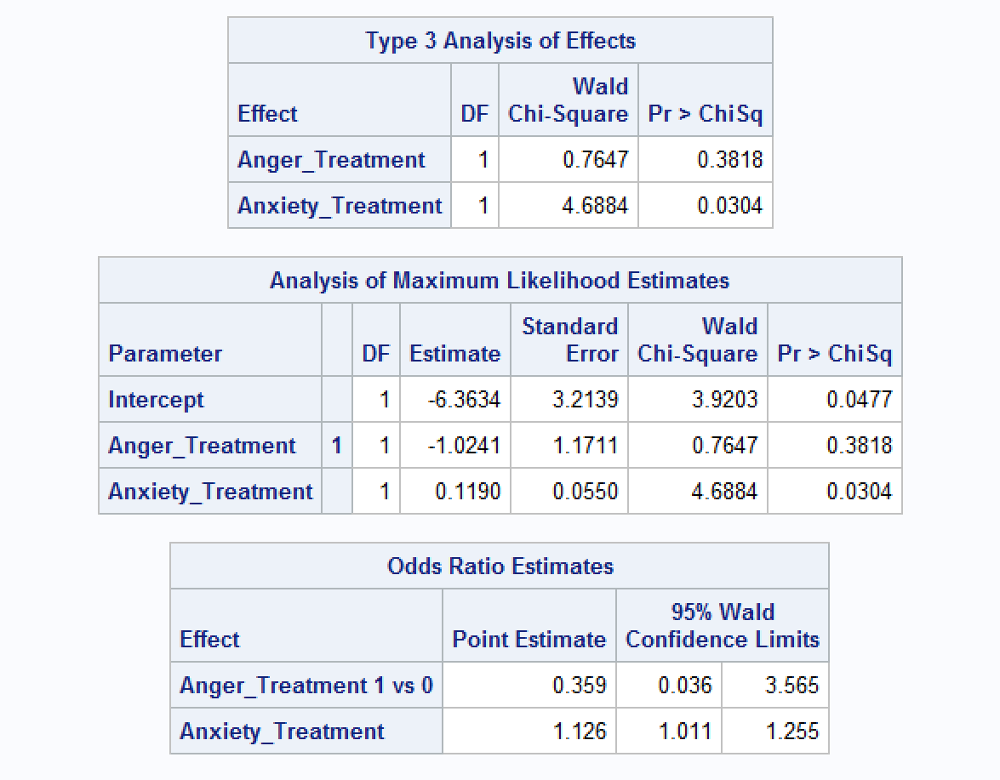 Type 3 Analysis of Effects
Effect DF Wald Chi-Square Pr > ChiSq
Anger_Treatment 1 0.7647 0.3818
Anxiety_Treatment 1 4.6884 0.0304
Analysis of Maximum Likelihood Estimates
Parameter DF Estimate Standard Error Wald Chi-Square Pr > ChiSq
Intercept 1 -6.3634 3.2139 3.9203 0.0477
Anger_Treatment 1 1 -1.0241 1.1711 0.7647 0.3818
Anxiety_Treatment 1 0.1190 0.0550 4.6884 0.0304
Odds Ratio Estimates
Effect Point Estimate 95% Wald Confidence Limits
Anger_Treatment 1 vs 0 0.359 0.036 3.565
Anxiety_Treatment 1.126 1.011 1.255